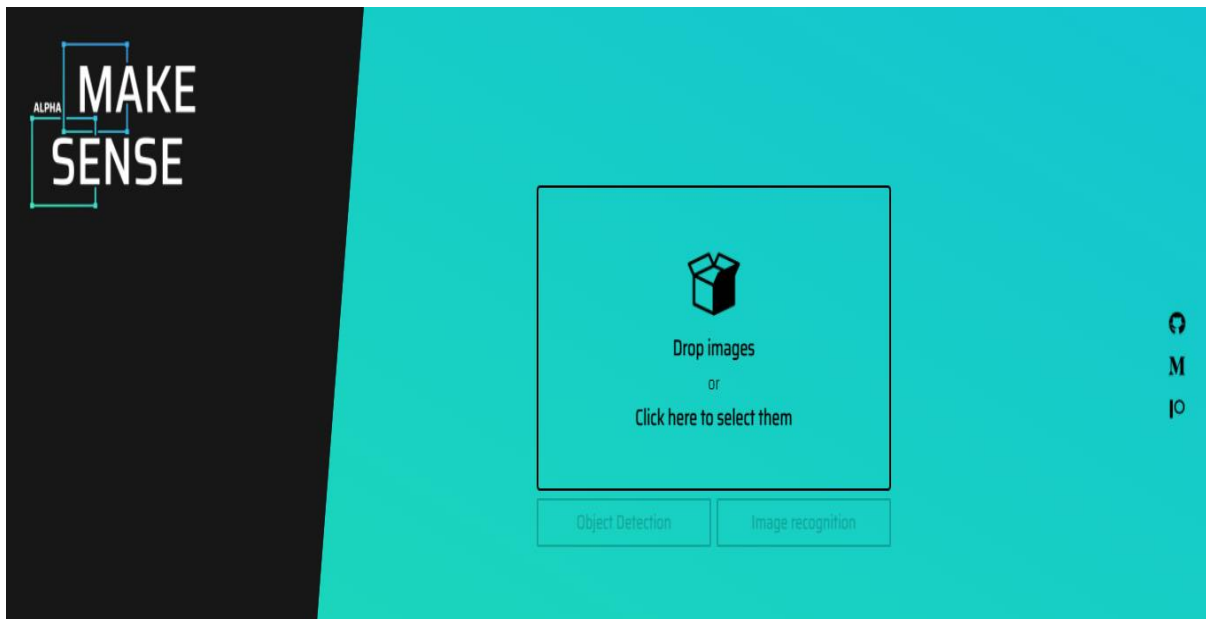 ALPHA
MAKE
SENSE
Drop images
or
Click here to select them
Object Detection
Image recognition
M